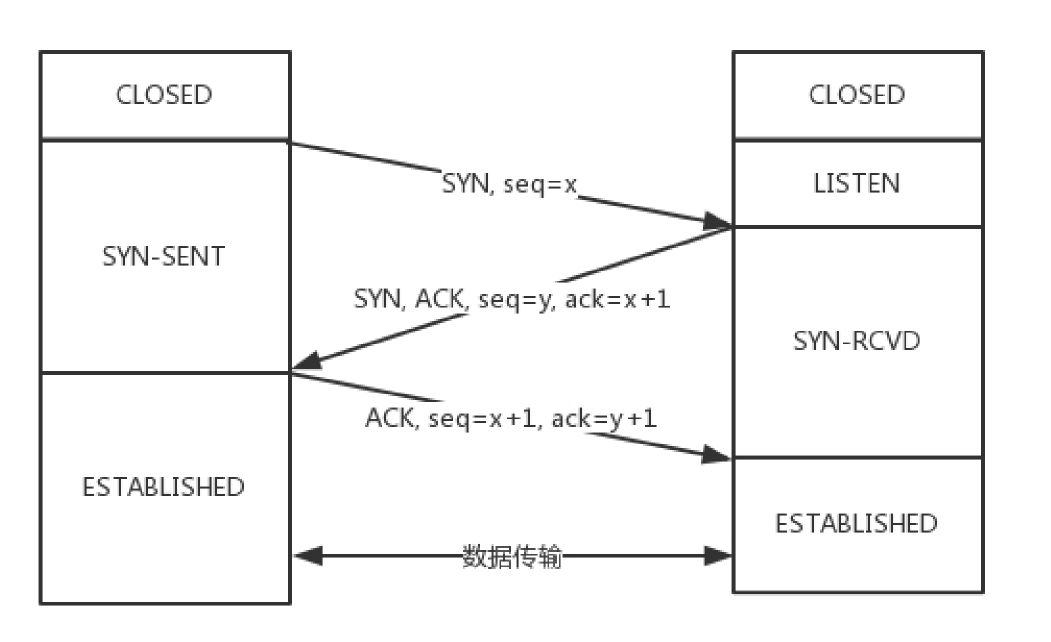 CLOSED
CLOSED
SYN, seq=x
LISTEN
SYN-SENT
SYN, ACK, seq=y, ack=x+1
SYN-RCVD
ACK, seq=x+1, ack=y+1
ESTABLISHED
ESTABLISHED
数据传输